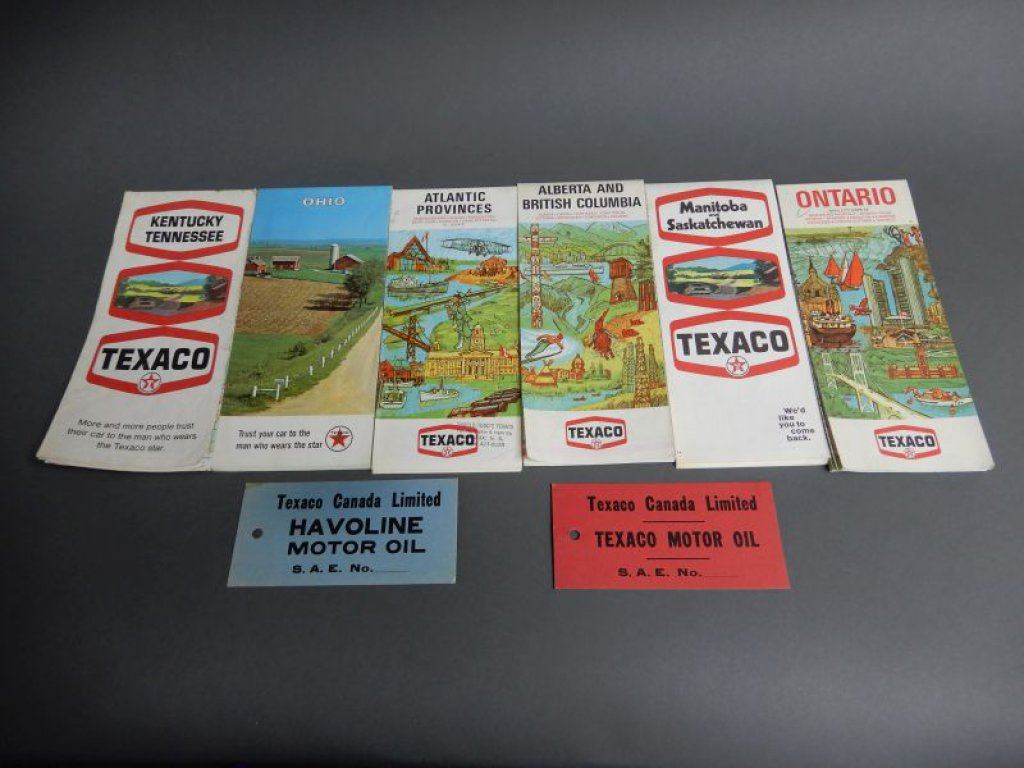 KENTUCKY
TENNESSEE
TEXACO
T
More and more people trust
their car to the man who wears
the Texaco star
OHIO
Trust your car to the
man who wears the star
T
ATLANTIC
PROVINCES
TEXACO
ALBERTA AND
BRITISH COLUMBIA
TEXACO
Manitoba
and
Saskatchewan
TEXACO
T
We'd
like
you to
come
back.
ONTARIO
TEXACO
Texaco Canada Limited
HAVOLINE
MOTOR OIL
S. A. E. No.
Texaco Canada Limited
TEXACO MOTOR OIL
S. A. E. No.